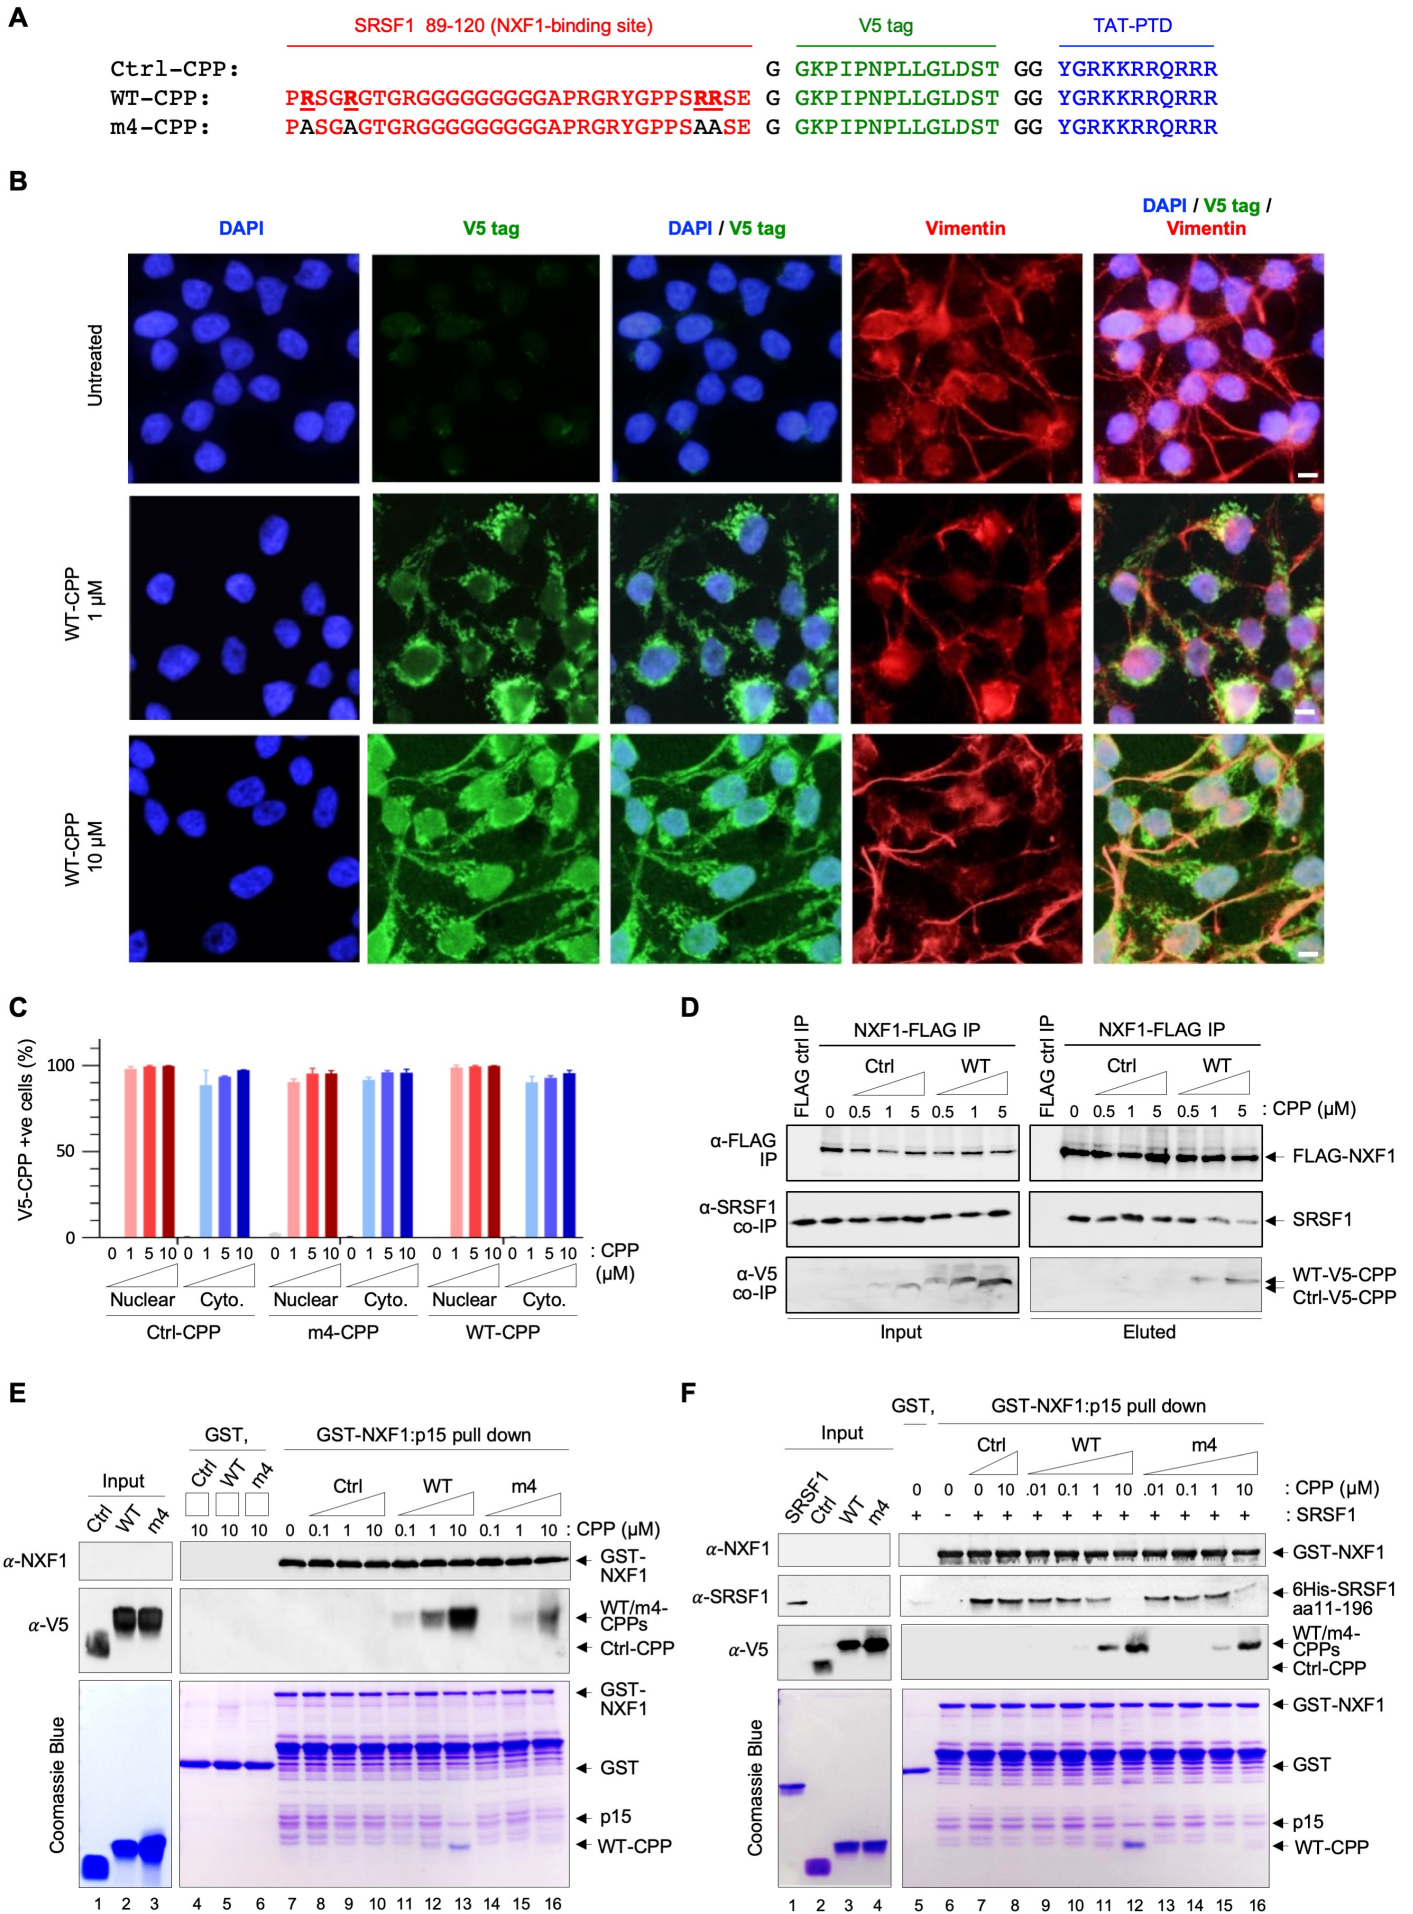 A
SRSF1 89-120 (NXF1-binding site) V5 tag TAT-PTD
Ctrl-CPP: G GKPIPNPLLGLDST GG YGRKKRRQRRR
WT-CPP: PRSGRGTGRGGGGGGGGGAPRGRYGPPSRRSE G GKPIPNPLLGLDST GG YGRKKRRQRRR
m4-CPP: PASGAGTGRGGGGGGGGGAPRGRYGPPSAASE G GKPIPNPLLGLDST GG YGRKKRRQRRR
B
DAPI V5 tag DAPI / V5 tag Vimentin DAPI / V5 tag / Vimentin
Untreated
WT-CPP
1 µM
WT-CPP
10 µM
C
V5-CPP +ve cells (%)
100
50
0
0 1 5 10 0 1 5 10 0 1 5 10 0 1 5 10 0 1 5 10 0 1 5 10 : CPP (µM)
Nuclear Cyto. Nuclear Cyto. Nuclear Cyto.
Ctrl-CPP m4-CPP WT-CPP
D
FLAG ctrl IP NXF1-FLAG IP FLAG ctrl IP NXF1-FLAG IP
Ctrl WT Ctrl WT
0 0.5 1 5 0.5 1 5 0 0.5 1 5 0.5 1 5 : CPP (µM)
α-FLAG
IP
FLAG-NXF1
α-SRSF1
co-IP
SRSF1
α-V5
co-IP
WT-V5-CPP
Ctrl-V5-CPP
Input Eluted
E
GST, GST-NXF1:p15 pull down
Input Ctrl WT m4 Ctrl WT m4
Ctrl WT m4 10 10 10 0 0.1 1 10 0.1 1 10 0.1 1 10 : CPP (µM)
α-NXF1
GST-
NXF1
α-V5
WT/m4-
CPPs
Ctrl-CPP
Coomassie Blue
GST-
NXF1
GST
p15
WT-CPP
1 2 3 4 5 6 7 8 9 10 11 12 13 14 15 16
F
GST, GST-NXF1:p15 pull down
Input Ctrl WT m4
SRSF1 Ctrl WT m4
0 0 0 10 .01 0.1 1 10 .01 0.1 1 10 : CPP (µM)
+ - + + + + + + + + + + : SRSF1
α-NXF1
GST-NXF1
α-SRSF1
6His-SRSF1
aa11-196
α-V5
WT/m4-
CPPs
Ctrl-CPP
Coomassie Blue
GST-NXF1
GST
p15
WT-CPP
1 2 3 4 5 6 7 8 9 10 11 12 13 14 15 16